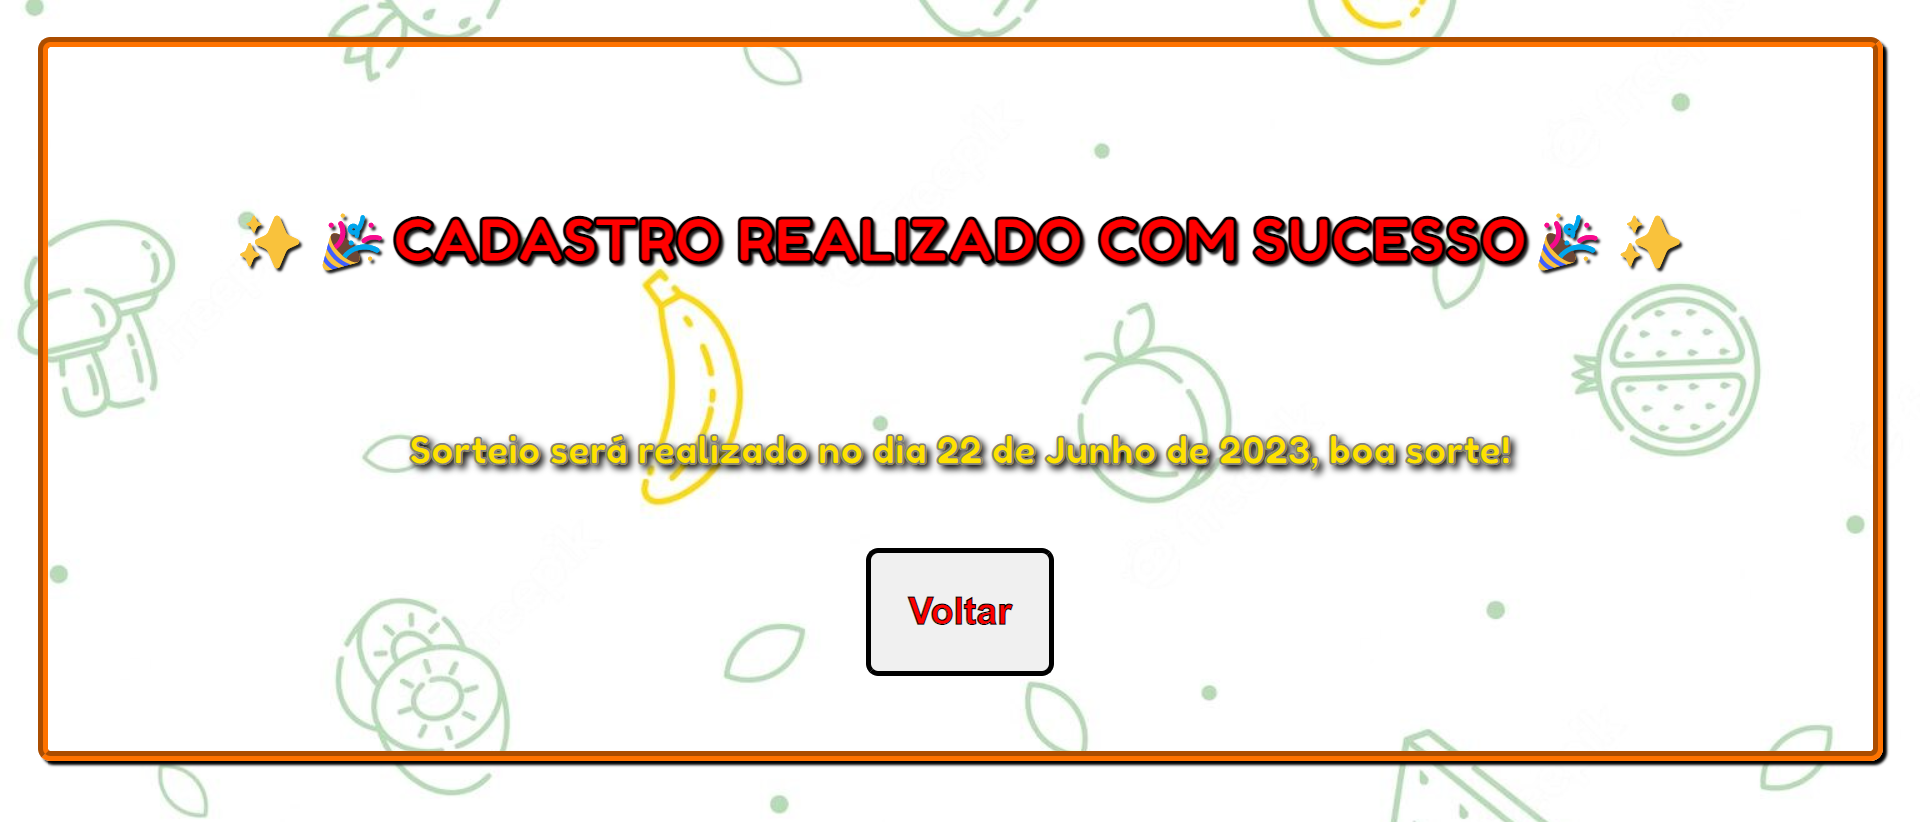 ✨ 🎉 CADASTRO REALIZADO COM SUCESSO 🎉 ✨
Sorteio será realizado no dia 22 de Junho de 2023, boa sorte!
Voltar